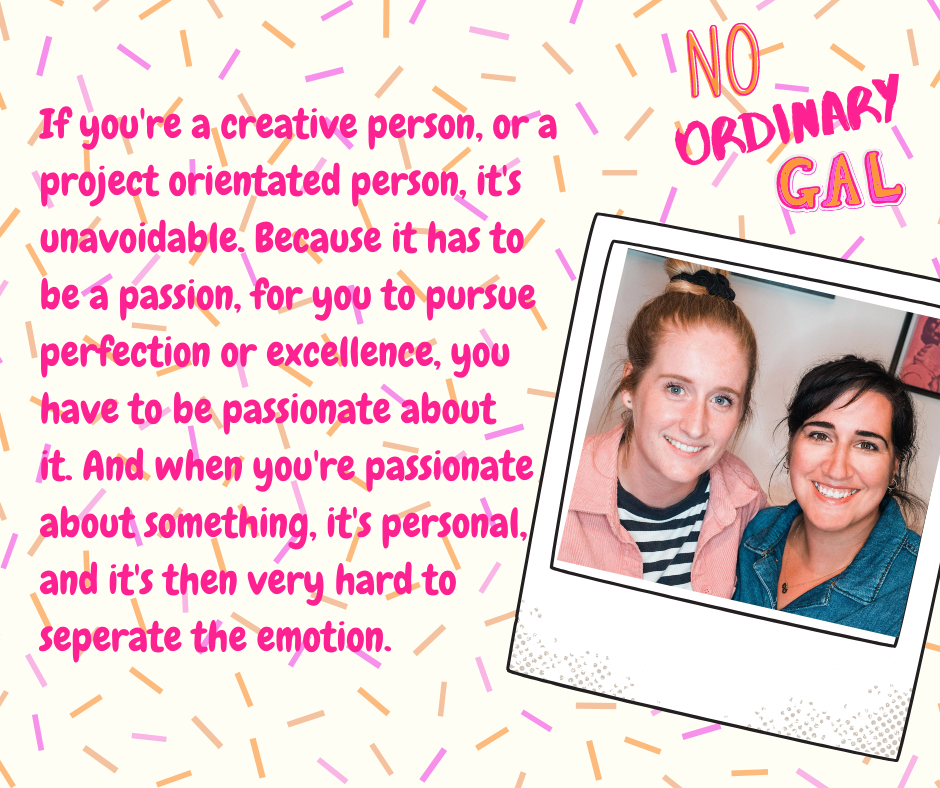 NO
ORDINARY
GAL
If you're a creative person, or a
project orientated person, it's
unavoidable. Because it has to
be a passion, for you to pursue
perfection or excellence, you
have to be passionate about
it. And when you're passionate
about something, it's personal,
and it's then very hard to
seperate the emotion.